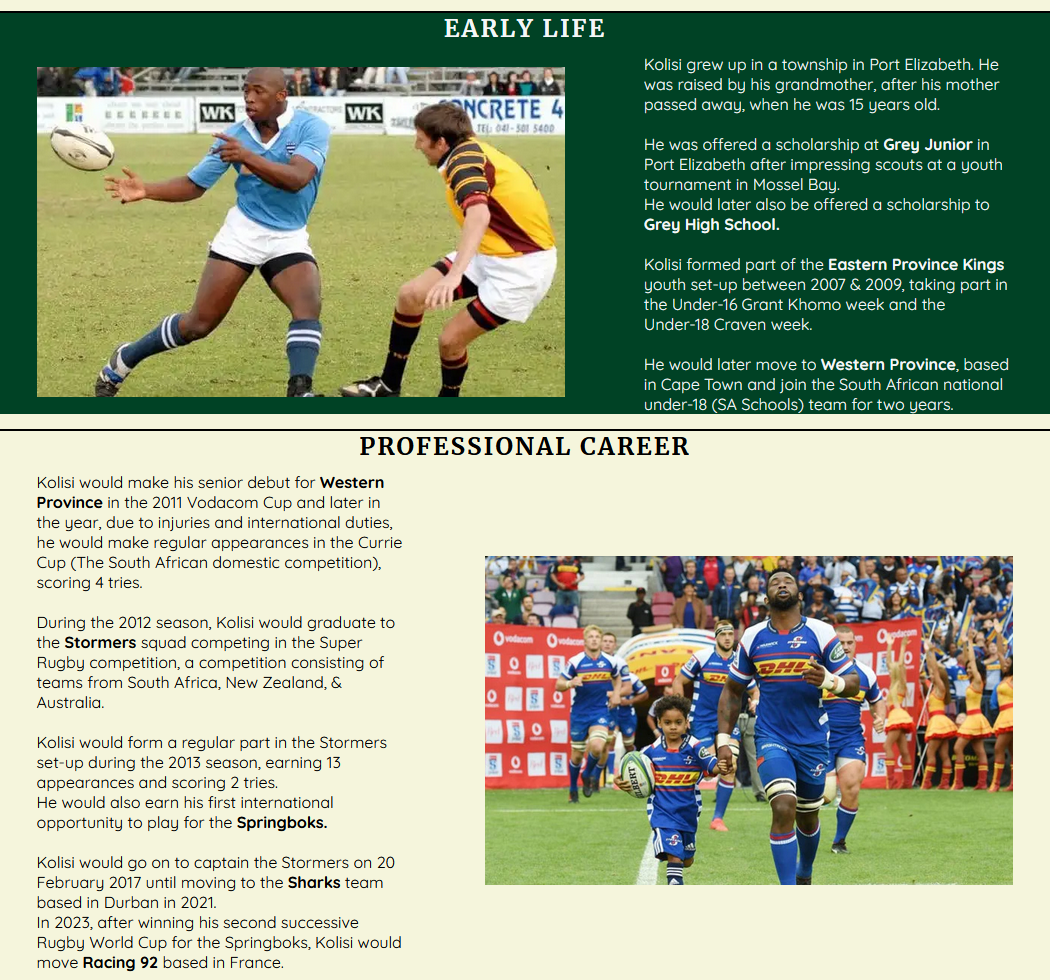 EARLY LIFE
WK
WK
CONCRETE 4
TEL: 041 - 501 5400
Kolisi grew up in a township in Port Elizabeth. He
was raised by his grandmother, after his mother
passed away, when he was 15 years old.
He was offered a scholarship at Grey Junior in
Port Elizabeth after impressing scouts at a youth
tournament in Mossel Bay.
He would later also be offered a scholarship to
Grey High School.
Kolisi formed part of the Eastern Province Kings
youth set-up between 2007 & 2009, taking part in
the Under-16 Grant Khomo week and the
Under-18 Craven week.
He would later move to Western Province, based
in Cape Town and join the South African national
under-18 (SA Schools) team for two years.
PROFESSIONAL CAREER
Kolisi would make his senior debut for Western
Province in the 2011 Vodacom Cup and later in
the year, due to injuries and international duties,
he would make regular appearances in the Currie
Cup (The South African domestic competition),
scoring 4 tries.
During the 2012 season, Kolisi would graduate to
the Stormers squad competing in the Super
Rugby competition, a competition consisting of
teams from South Africa, New Zealand, &
Australia.
Kolisi would form a regular part in the Stormers
set-up during the 2013 season, earning 13
appearances and scoring 2 tries.
He would also earn his first international
opportunity to play for the Springboks.
Kolisi would go on to captain the Stormers on 20
February 2017 until moving to the Sharks team
based in Durban in 2021.
In 2023, after winning his second successive
Rugby World Cup for the Springboks, Kolisi would
move Racing 92 based in France.
vodacom
vodacom
DHL
DHL
DHL
DHL